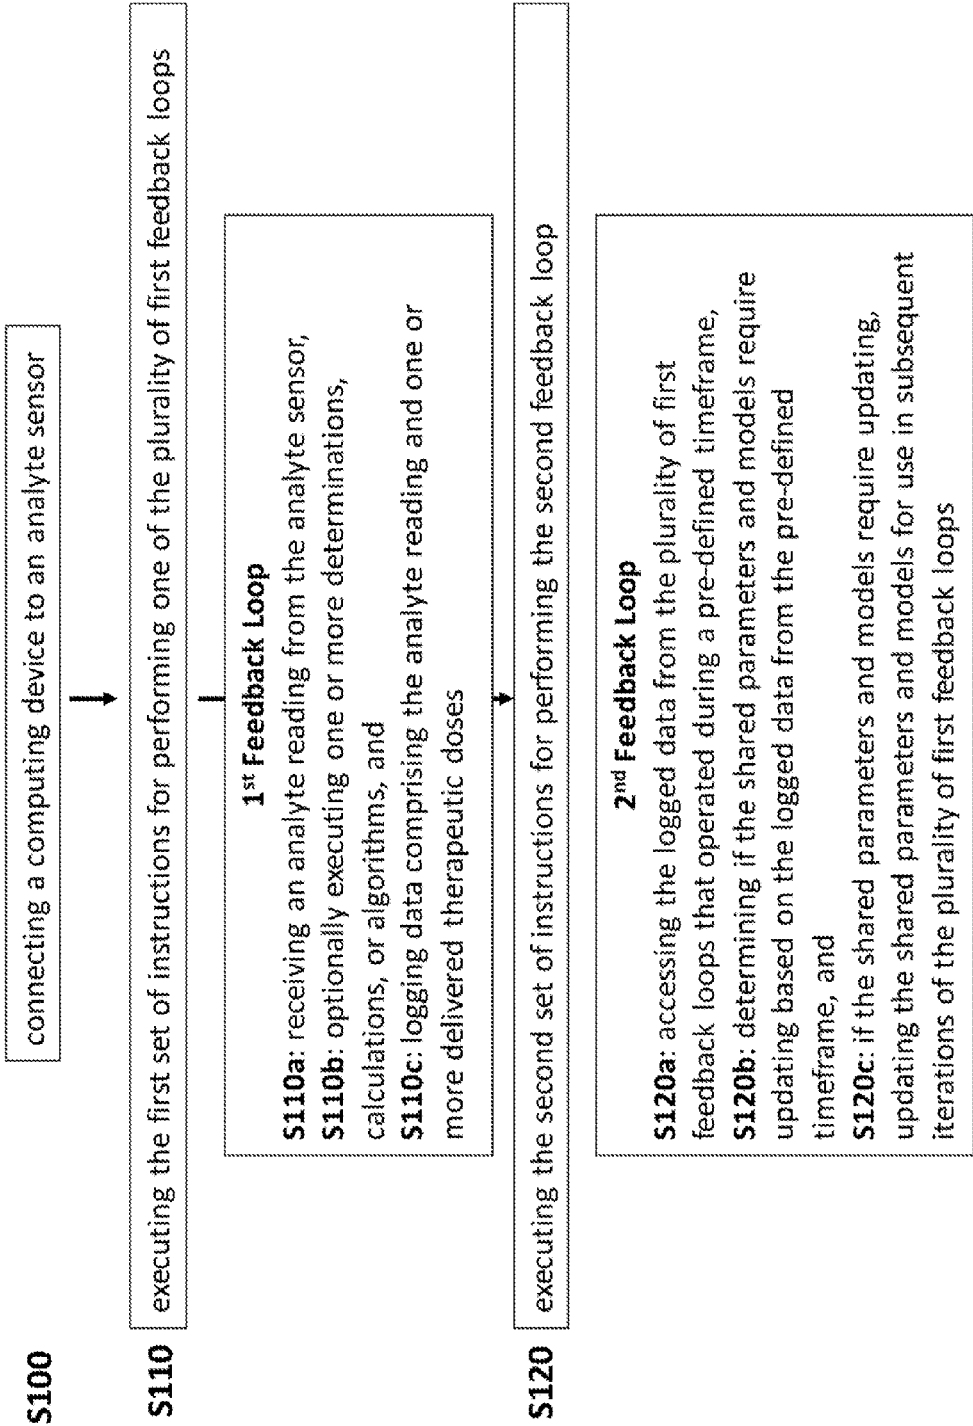 S100
connecting a computing device to an analyte sensor
S110
executing the first set of instructions for performing one of the plurality of first feedback loops
1st Feedback Loop
S110a: receiving an analyte reading from the analyte sensor,
S110b: optionally executing one or more determinations,
calculations, or algorithms, and
S110c: logging data comprising the analyte reading and one or
more delivered therapeutic doses
S120
executing the second set of instructions for performing the second feedback loop
2nd Feedback Loop
S120a: accessing the logged data from the plurality of first
feedback loops that operated during a pre-defined timeframe,
S120b: determining if the shared parameters and models require
updating based on the logged data from the pre-defined
timeframe, and
S120c: if the shared parameters and models require updating,
updating the shared parameters and models for use in subsequent
iterations of the plurality of first feedback loops